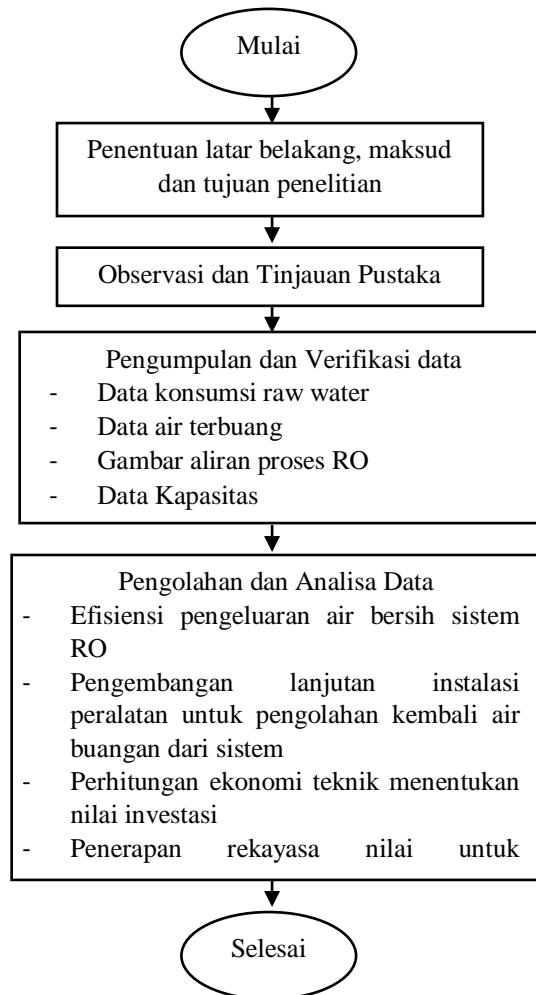 Mulai
Penentuan latar belakang, maksud
dan tujuan penelitian
Observasi dan Tinjauan Pustaka
Pengumpulan dan Verifikasi data
- Data konsumsi raw water
- Data air terbuang
- Gambar aliran proses RO
- Data Kapasitas
Pengolahan dan Analisa Data
- Efisiensi pengeluaran air bersih sistem
RO
- Pengembangan lanjutan instalasi
peralatan untuk pengolahan kembali air
buangan dari sistem
- Perhitungan ekonomi teknik menentukan
nilai investasi
- Penerapan rekayasa nilai untuk
Selesai